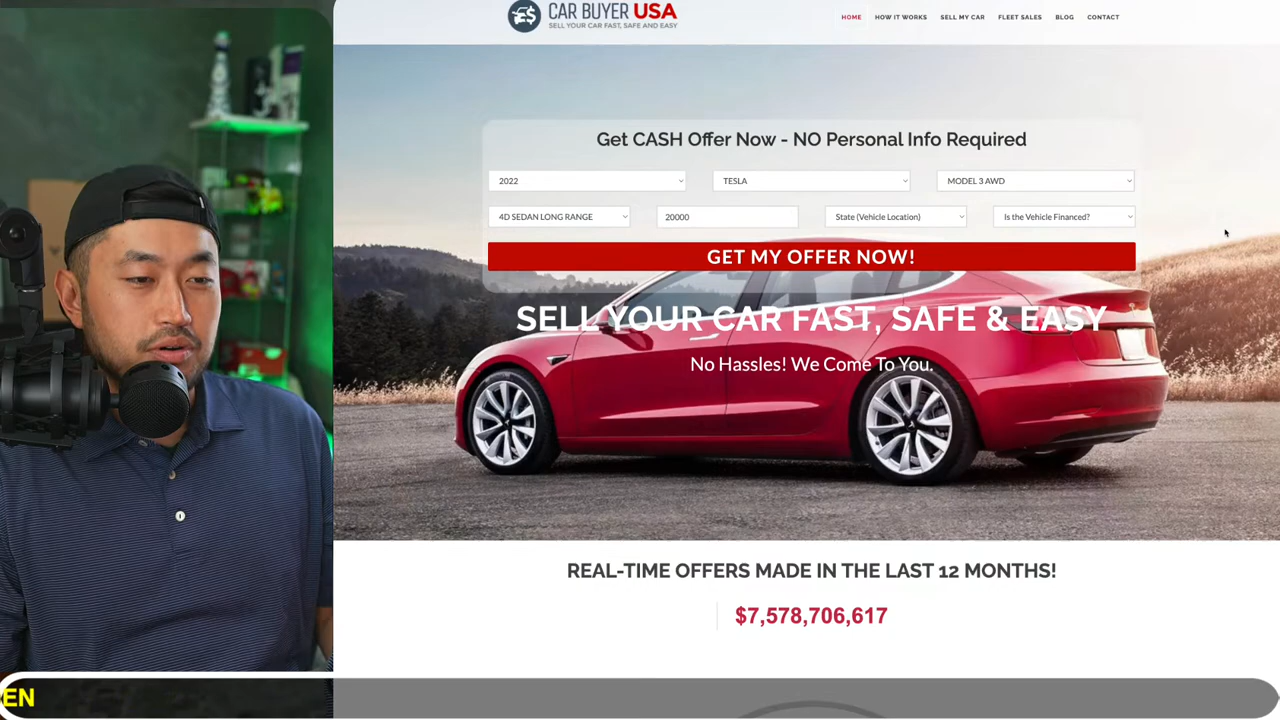 CAR BUYER USA
SELL YOUR CAR FAST, SAFE AND EASY
HOME HOW IT WORKS SELL MY CAR FLEET SALES BLOG CONTACT
Get CASH Offer Now - NO Personal Info Required
2022 TESLA MODEL 3 AWD
4D SEDAN LONG RANGE 20000 State (Vehicle Location) Is the Vehicle Financed?
GET MY OFFER NOW!
SELL YOUR CAR FAST, SAFE & EASY
No Hassles! We Come To You.
REAL-TIME OFFERS MADE IN THE LAST 12 MONTHS!
$7,578,706,617
EN